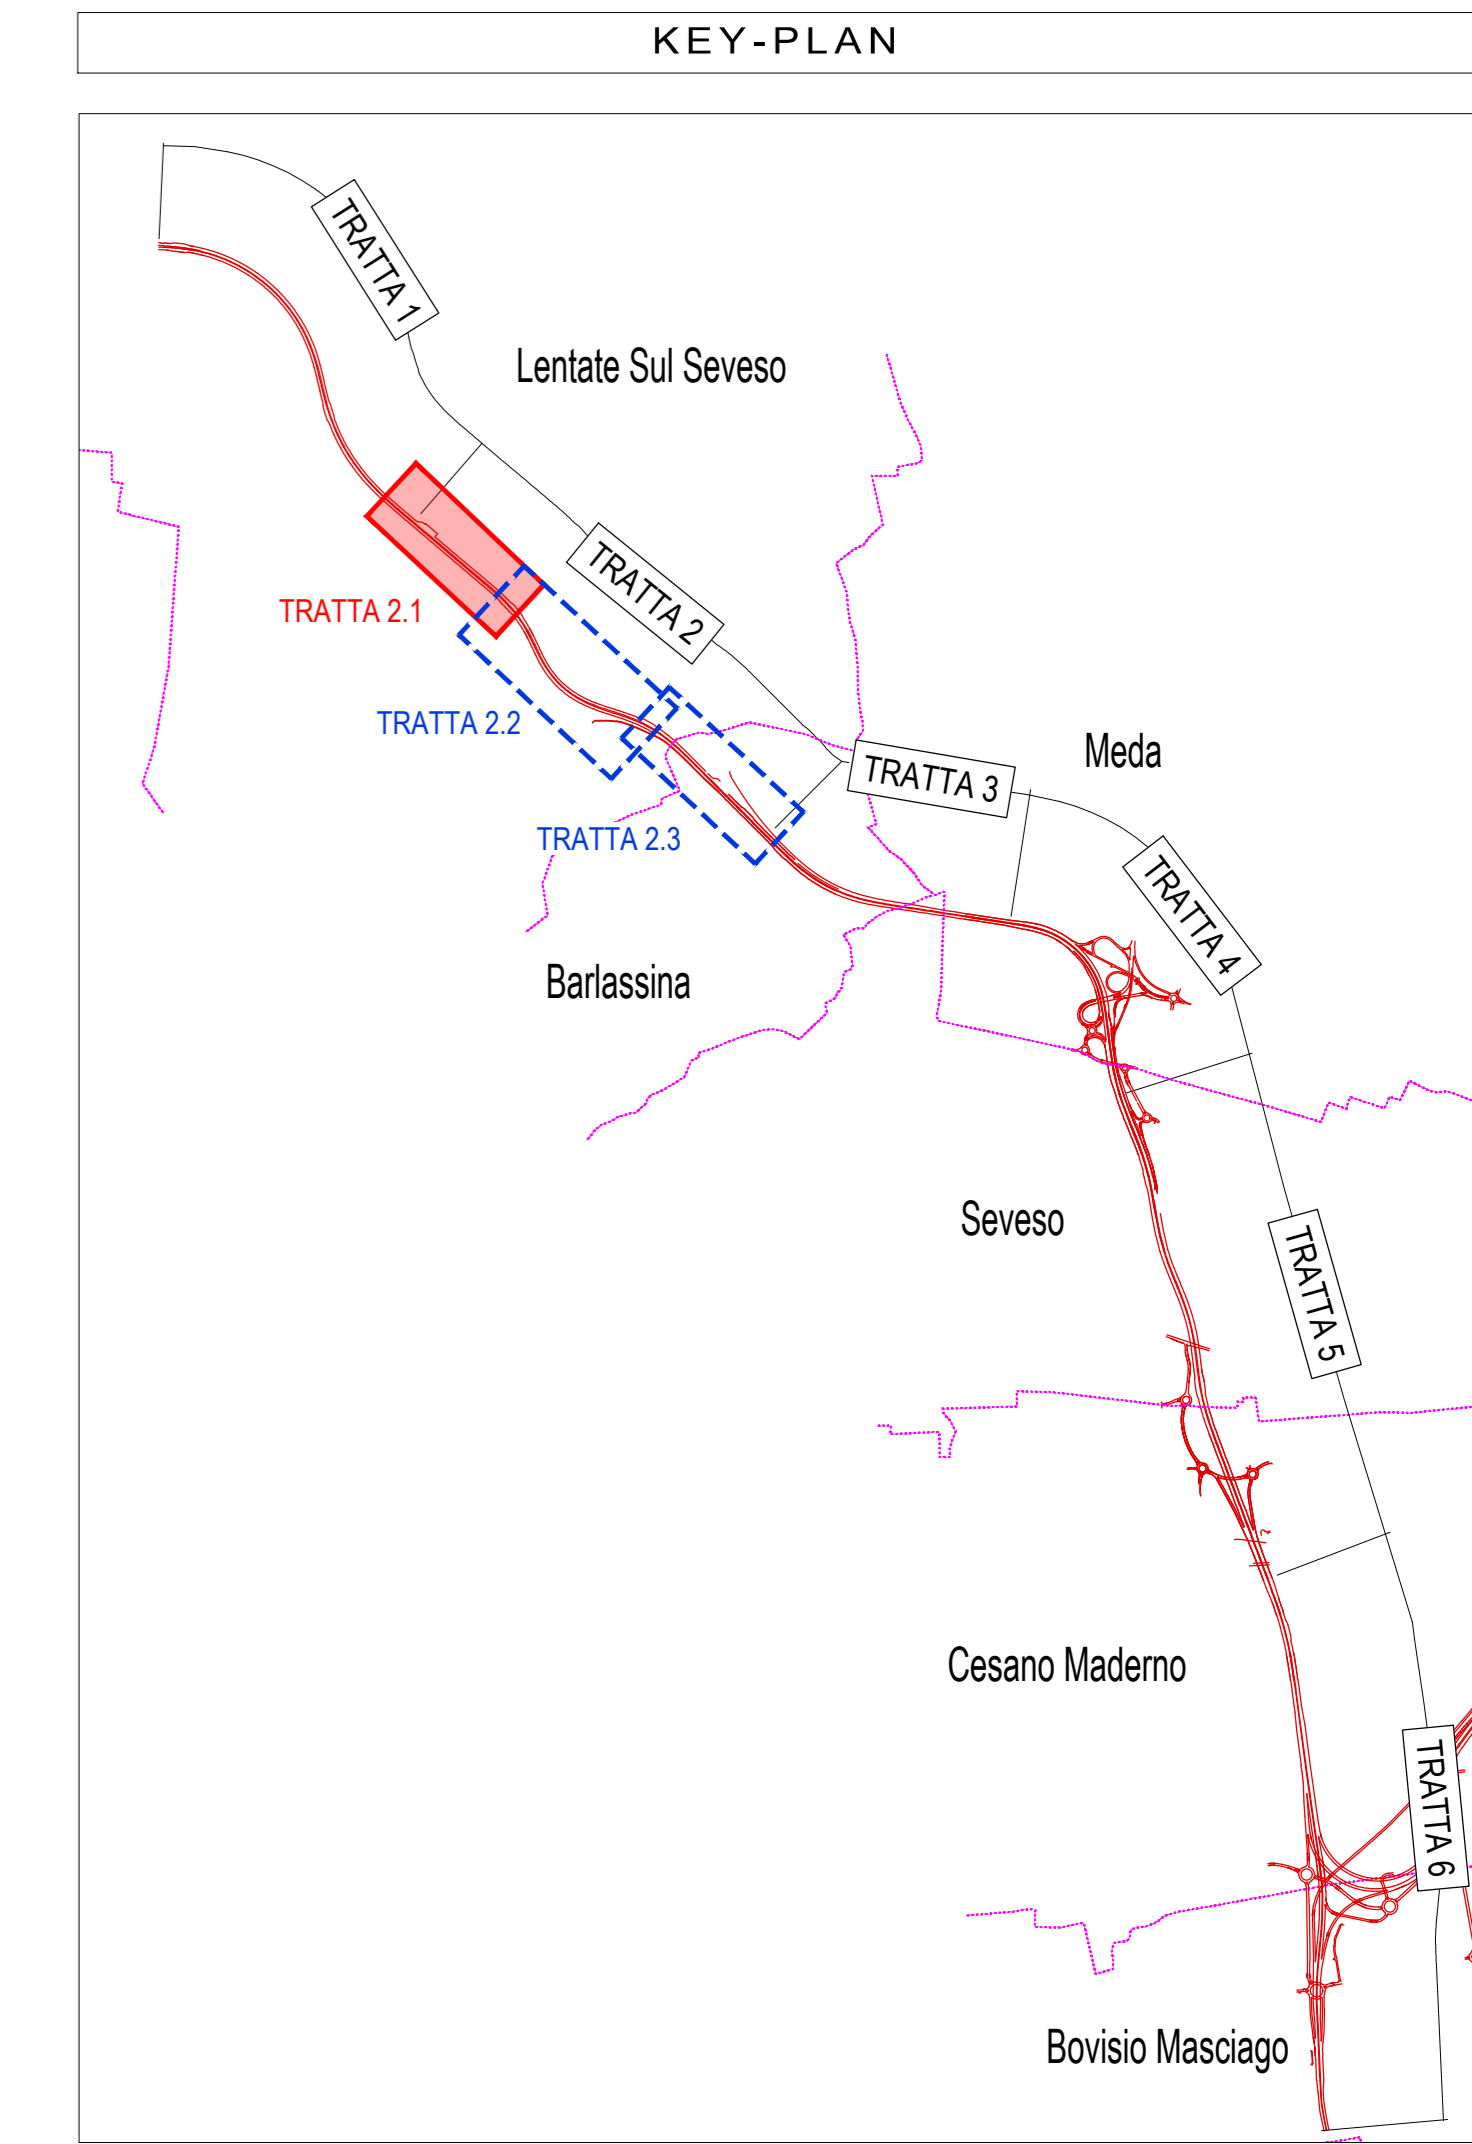 KEY-PLAN
TRATTA 1
Lentate Sul Seveso
TRATTA 2
TRATTA 2.1
TRATTA 2.2
TRATTA 3
Meda
TRATTA 2.3
TRATTA 4
Barlassina
Seveso
TRATTA 5
Cesano Maderno
TRATTA 6
Bovisio Masciago